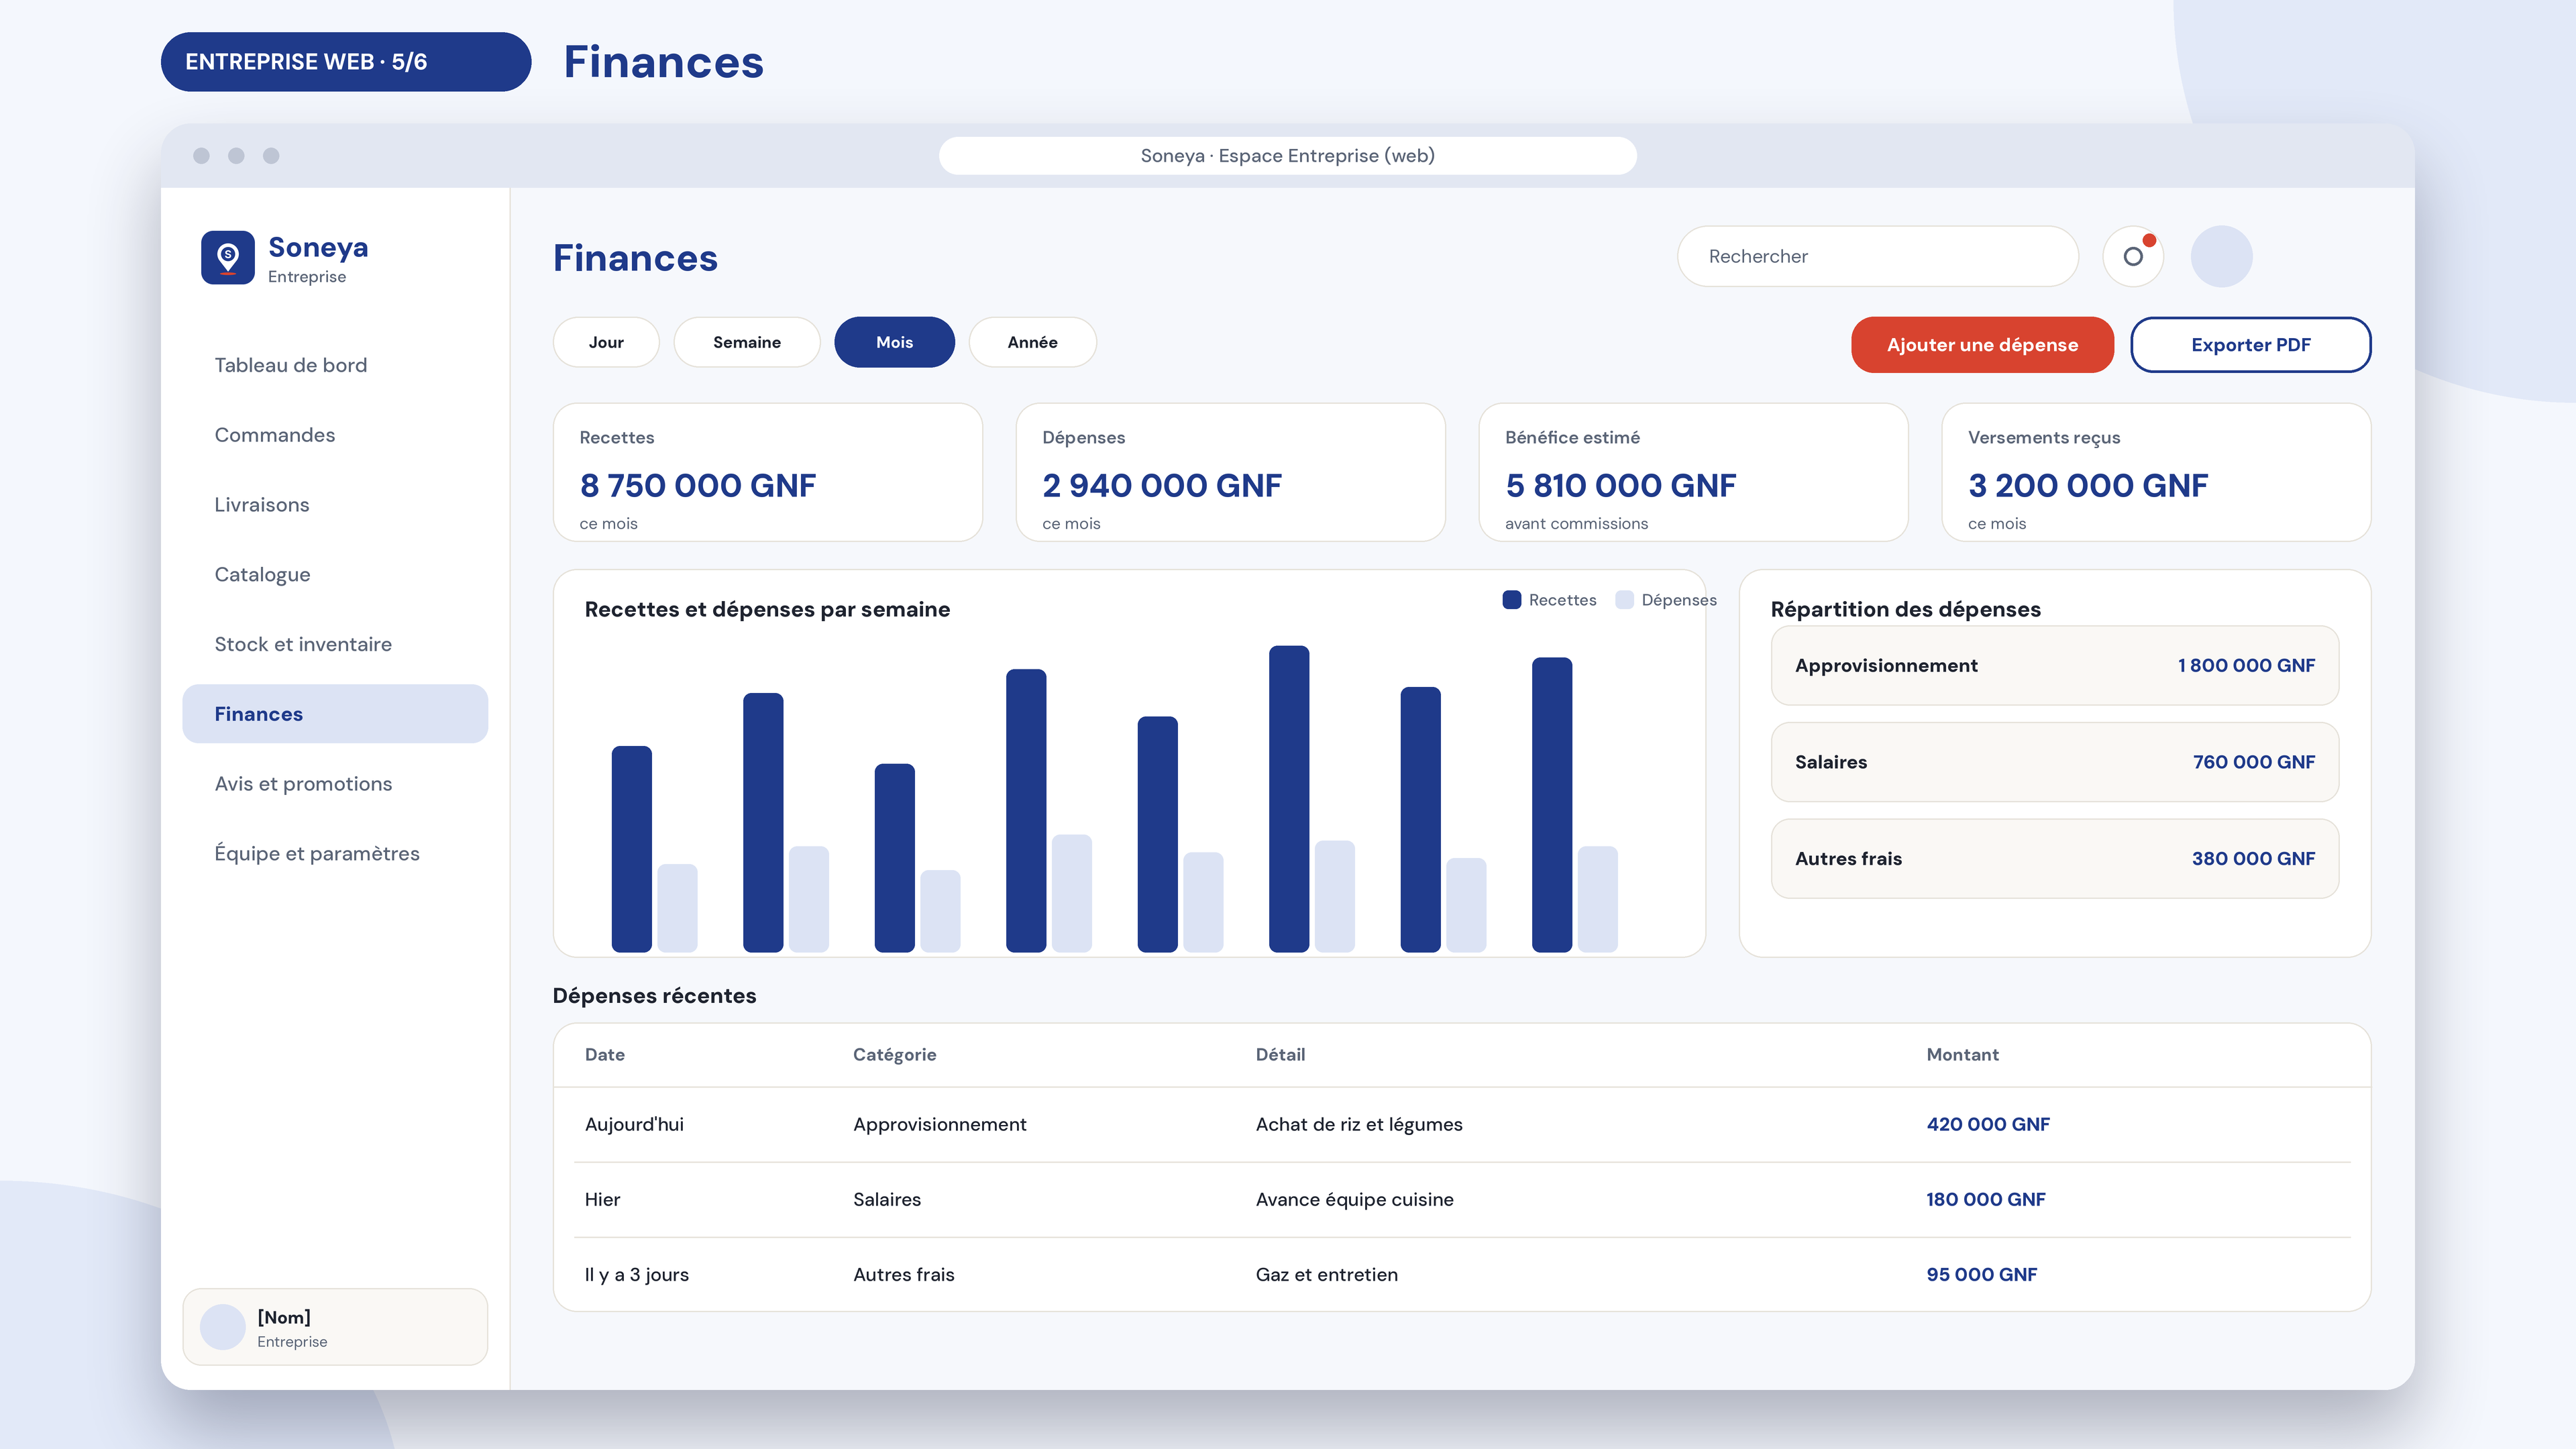 ENTREPRISE WEB · 5/6
Finances
Soneya · Espace Entreprise (web)
S
Soneya
Entreprise
Tableau de bord
Commandes
Livraisons
Catalogue
Stock et inventaire
Finances
Avis et promotions
Équipe et paramètres
[Nom]
Entreprise
Finances
Rechercher
Jour
Semaine
Mois
Année
Ajouter une dépense
Exporter PDF
Recettes
8 750 000 GNF
ce mois
Dépenses
2 940 000 GNF
ce mois
Bénéfice estimé
5 810 000 GNF
avant commissions
Versements reçus
3 200 000 GNF
ce mois
Recettes et dépenses par semaine
Recettes
Dépenses
Répartition des dépenses
Approvisionnement 1 800 000 GNF
Salaires 760 000 GNF
Autres frais 380 000 GNF
Dépenses récentes
Date Catégorie Détail Montant
Aujourd'hui Approvisionnement Achat de riz et légumes 420 000 GNF
Hier Salaires Avance équipe cuisine 180 000 GNF
Il y a 3 jours Autres frais Gaz et entretien 95 000 GNF